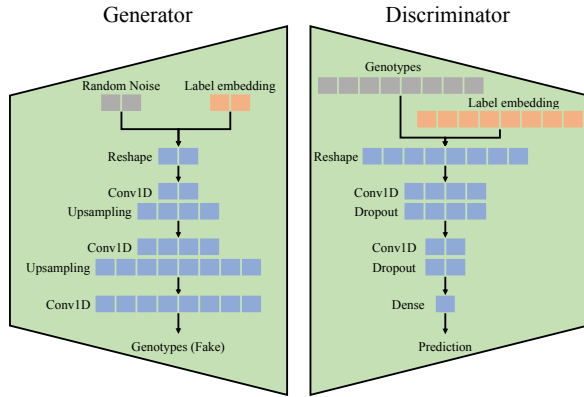 Generator
Random Noise
Label embedding
Reshape
Conv1D
Upsampling
Conv1D
Upsampling
Conv1D
Genotypes (Fake)
Discriminator
Genotypes
Label embedding
Reshape
Conv1D
Dropout
Conv1D
Dropout
Dense
Prediction